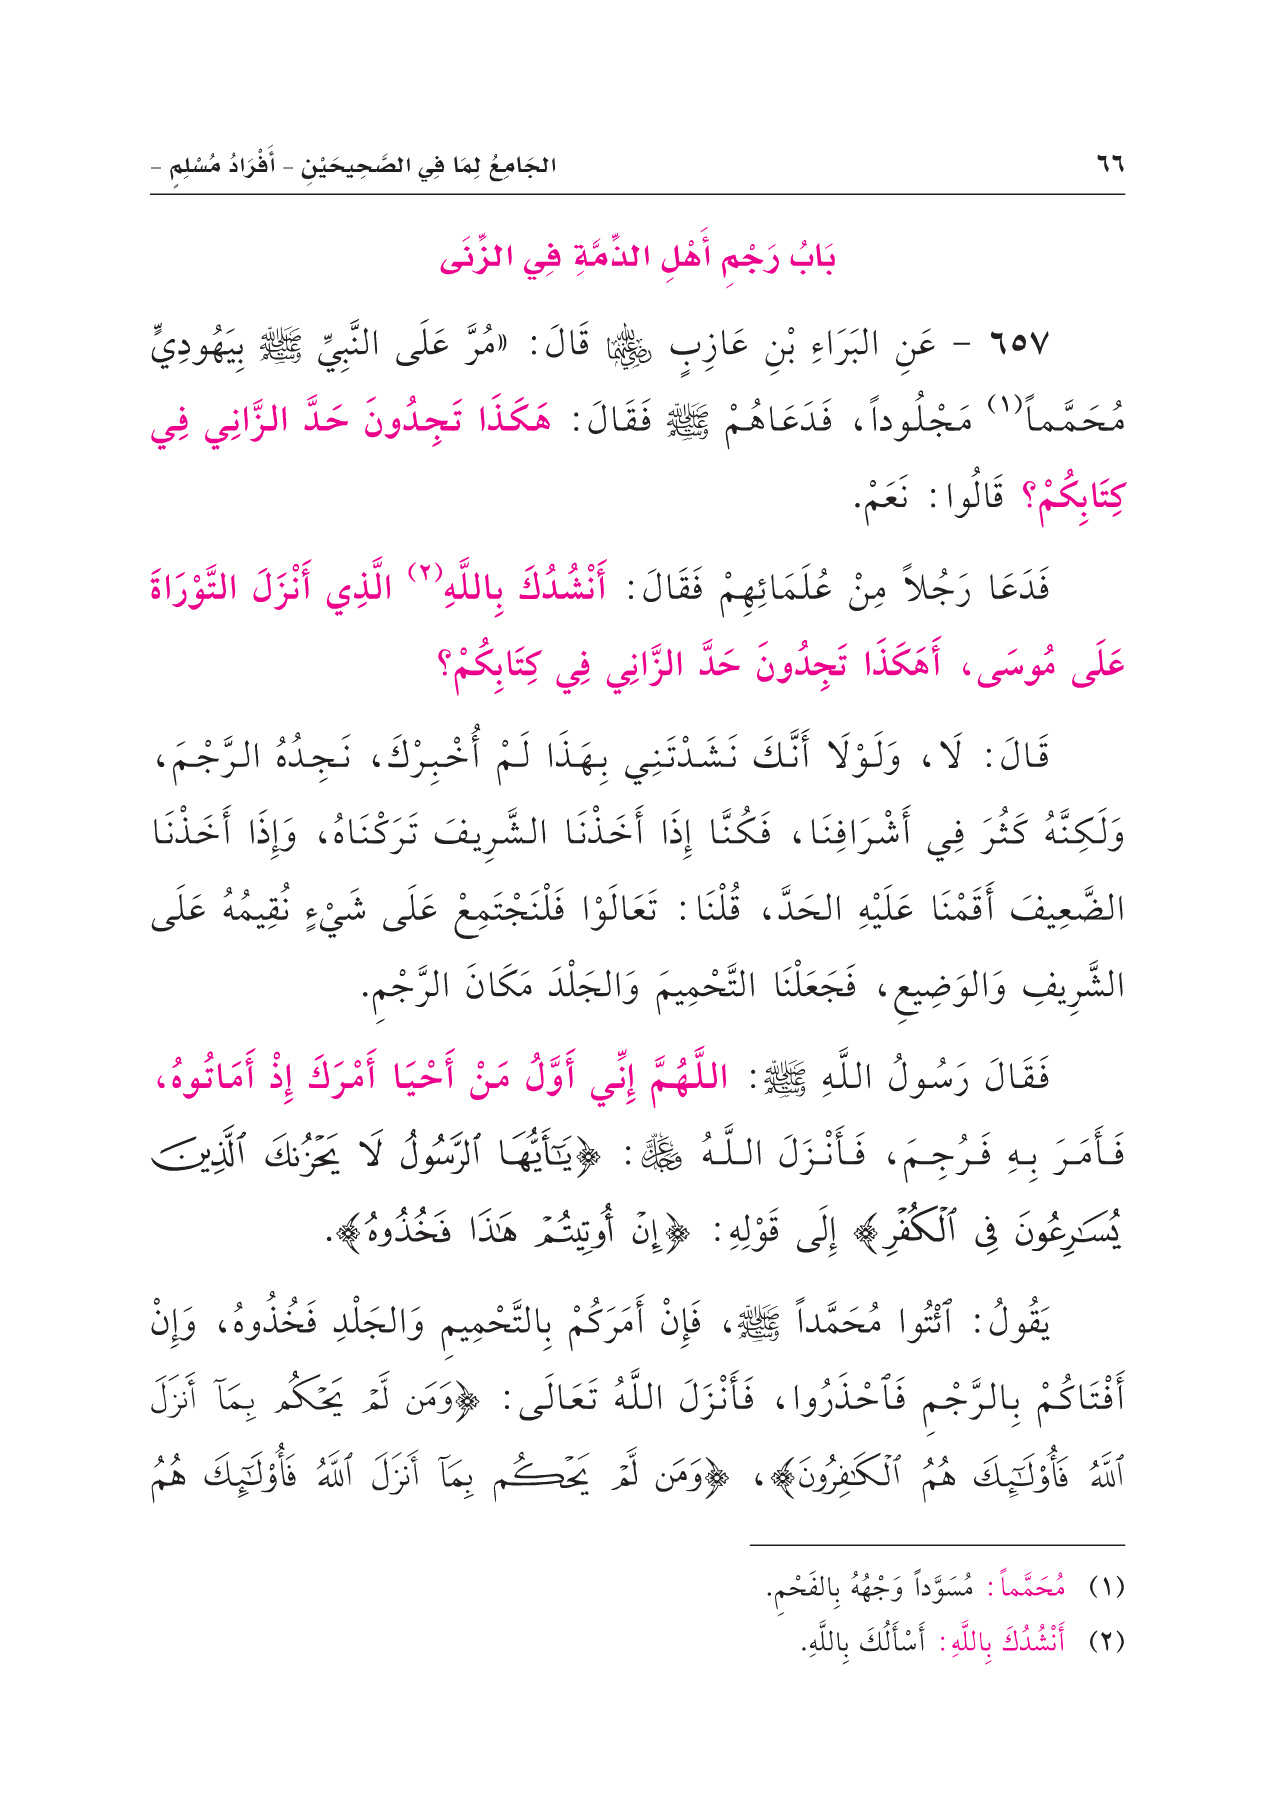 ٦٦ الجَامِعُ لِمَا فِي الصَّحِيحَيْنِ – أَفْرَادُ مُسْلِمٍ –
بَابُ رَجْمِ أَهْلِ الذِّمَّةِ فِي الزِّنَى
٦٥٧ – عَنِ البَرَاءِ بْنِ عَازِبٍ رضي الله عنهما قَالَ: «مُرَّ عَلَى النَّبِيِّ ﷺ بِيَهُودِيٍّ
مُحَمَّماً(١) مَجْلُوداً، فَدَعَاهُمْ ﷺ فَقَالَ: هَكَذَا تَجِدُونَ حَدَّ الزَّانِي فِي
كِتَابِكُمْ؟ قَالُوا: نَعَمْ.
فَدَعَا رَجُلاً مِنْ عُلَمَائِهِمْ فَقَالَ: أَنْشُدُكَ بِاللَّهِ(٢) الَّذِي أَنْزَلَ التَّوْرَاةَ
عَلَى مُوسَى، أَهَكَذَا تَجِدُونَ حَدَّ الزَّانِي فِي كِتَابِكُمْ؟
قَالَ: لَا، وَلَوْلَا أَنَّكَ نَشَدْتَنِي بِهَذَا لَمْ أُخْبِرْكَ، نَجِدُهُ الرَّجْمَ،
وَلَكِنَّهُ كَثُرَ فِي أَشْرَافِنَا، فَكُنَّا إِذَا أَخَذْنَا الشَّرِيفَ تَرَكْنَاهُ، وَإِذَا أَخَذْنَا
الضَّعِيفَ أَقَمْنَا عَلَيْهِ الحَدَّ، قُلْنَا: تَعَالَوْا فَلْنَجْتَمِعْ عَلَى شَيْءٍ نُقِيمُهُ عَلَى
الشَّرِيفِ وَالوَضِيعِ، فَجَعَلْنَا التَّحْمِيمَ وَالجَلْدَ مَكَانَ الرَّجْمِ.
فَقَالَ رَسُولُ اللَّهِ ﷺ: اللَّهُمَّ إِنِّي أَوَّلُ مَنْ أَحْيَا أَمْرَكَ إِذْ أَمَاتُوهُ،
فَأَمَرَ بِهِ فَرُجِمَ، فَأَنْزَلَ اللَّهُ عز وجل: ﴿يَٰٓأَيُّهَا ٱلرَّسُولُ لَا يَحۡزُنكَ ٱلَّذِينَ
يُسَٰرِعُونَ فِي ٱلۡكُفۡرِ﴾ إِلَى قَوْلِهِ: ﴿إِنۡ أُوتِيتُمۡ هَٰذَا فَخُذُوهُ﴾.
يَقُولُ: ٱئْتُوا مُحَمَّداً ﷺ، فَإِنْ أَمَرَكُمْ بِالتَّحْمِيمِ وَالجَلْدِ فَخُذُوهُ، وَإِنْ
أَفْتَاكُمْ بِالرَّجْمِ فَٱحْذَرُوا، فَأَنْزَلَ اللَّهُ تَعَالَى: ﴿وَمَن لَّمۡ يَحۡكُم بِمَآ أَنزَلَ
ٱللَّهُ فَأُوْلَٰٓئِكَ هُمُ ٱلۡكَٰفِرُونَ﴾، ﴿وَمَن لَّمۡ يَحۡكُم بِمَآ أَنزَلَ ٱللَّهُ فَأُوْلَٰٓئِكَ هُمُ
(١) مُحَمَّماً: مُسَوَّداً وَجْهُهُ بِالفَحْمِ.
(٢) أَنْشُدُكَ بِاللَّهِ: أَسْأَلُكَ بِاللَّهِ.